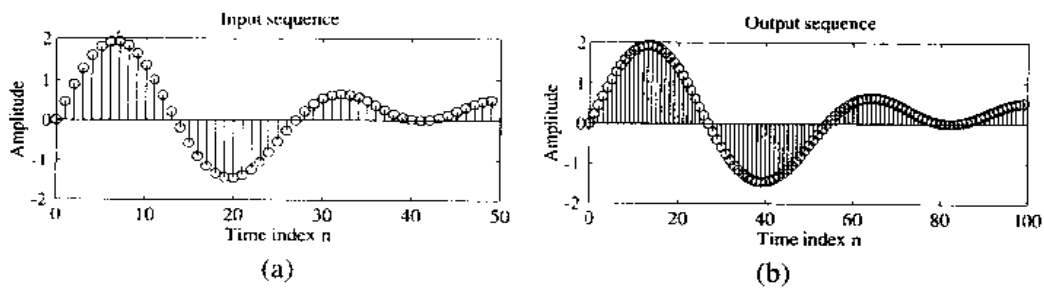 Input sequence
2
1
0
-1
-2
Amplitude
0 10 20 30 40 50
Time index n
(a)
Output sequence
2
1
0
-1
-2
Amplitude
0 20 40 60 80 100
Time index n
(b)